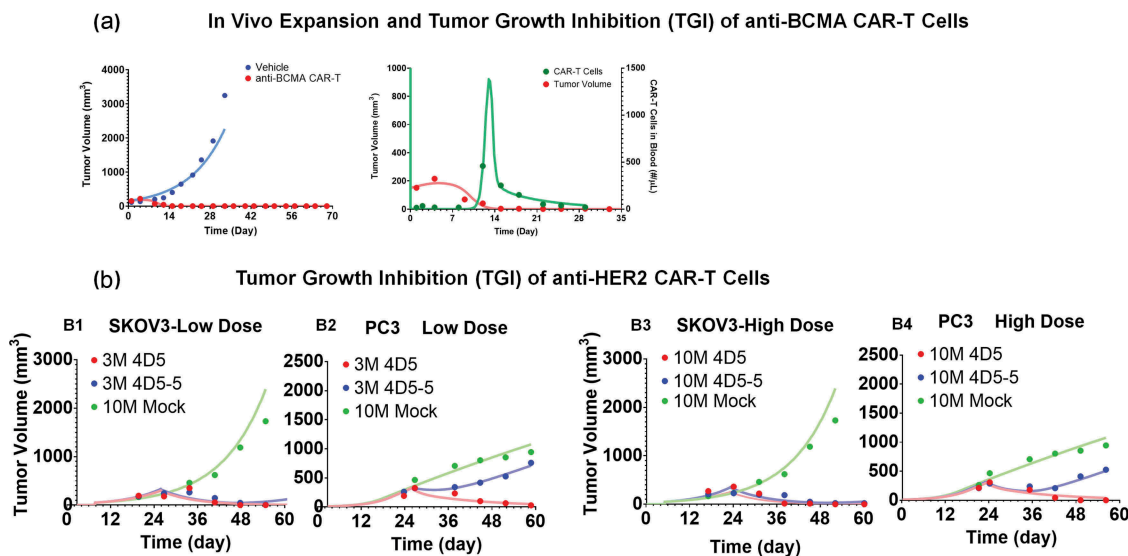 (a) In Vivo Expansion and Tumor Growth Inhibition (TGI) of anti-BCMA CAR-T Cells
Vehicle
anti-BCMA CAR-T
Tumor Volume (mm³)
4000
3000
2000
1000
0
0 14 28 42 56 70
Time (Day)
CAR-T Cells
Tumor Volume
Tumor Volume (mm³)
1000
800
600
400
200
0
0 7 14 21 28 35
Time (Day)
1500
1000
500
0
CAR-T Cells in Blood (#/µL)
(b) Tumor Growth Inhibition (TGI) of anti-HER2 CAR-T Cells
B1 SKOV3-Low Dose
3M 4D5
3M 4D5-5
10M Mock
Tumor Volume (mm³)
3000
2000
1000
0
0 12 24 36 48 60
Time (day)
B2 PC3 Low Dose
3M 4D5
3M 4D5-5
10M Mock
2500
2000
1500
1000
500
0
0 12 24 36 48 60
Time (day)
B3 SKOV3-High Dose
10M 4D5
10M 4D5-5
10M Mock
Tumor Volume (mm³)
3000
2000
1000
0
0 12 24 36 48 60
Time (day)
B4 PC3 High Dose
10M 4D5
10M 4D5-5
10M Mock
2500
2000
1500
1000
500
0
0 12 24 36 48 60
Time (day)